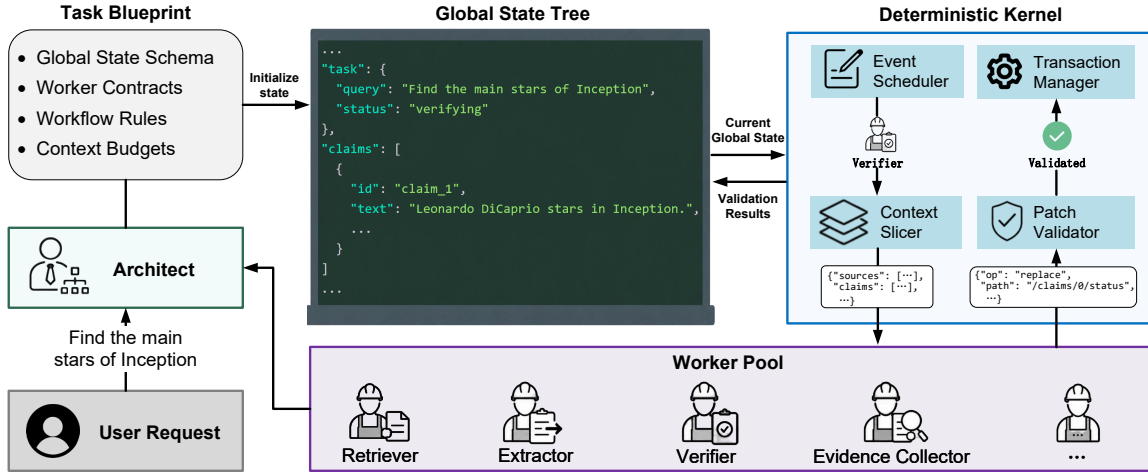 Task Blueprint
• Global State Schema
• Worker Contracts
• Workflow Rules
• Context Budgets
Initialize
state
Architect
Find the main
stars of Inception
User Request
Global State Tree
...
"task": {
"query": "Find the main stars of Inception",
"status": "verifying"
},
"claims": [
{
"id": "claim_1",
"text": "Leonardo DiCaprio stars in Inception.",
...
}
]
...
Current
Global State
Validation
Results
Deterministic Kernel
Event
Scheduler
Verifier
Context
Slicer
{"sources": […],
"claims": […],
…}
Transaction
Manager
Validated
Patch
Validator
{"op": "replace",
"path": "/claims/0/status",
…}
Worker Pool
Retriever
Extractor
Verifier
Evidence Collector
...